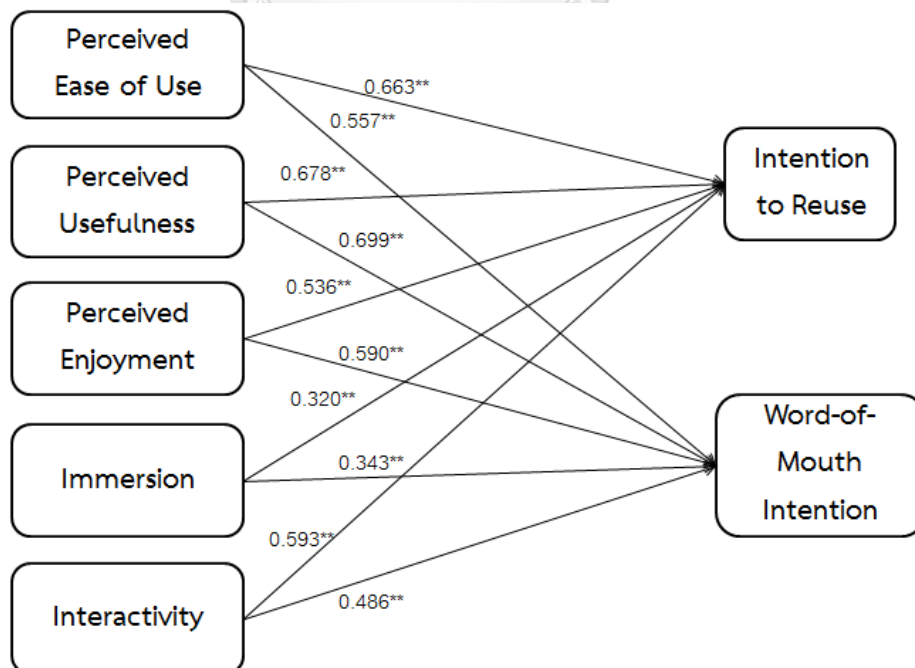 Perceived
Ease of Use
0.663**
0.557**
Perceived
Usefulness
0.678**
0.699**
Intention
to Reuse
Perceived
Enjoyment
0.536**
0.590**
Immersion
0.320**
0.343**
Word-of-
Mouth
Intention
Interactivity
0.593**
0.486**